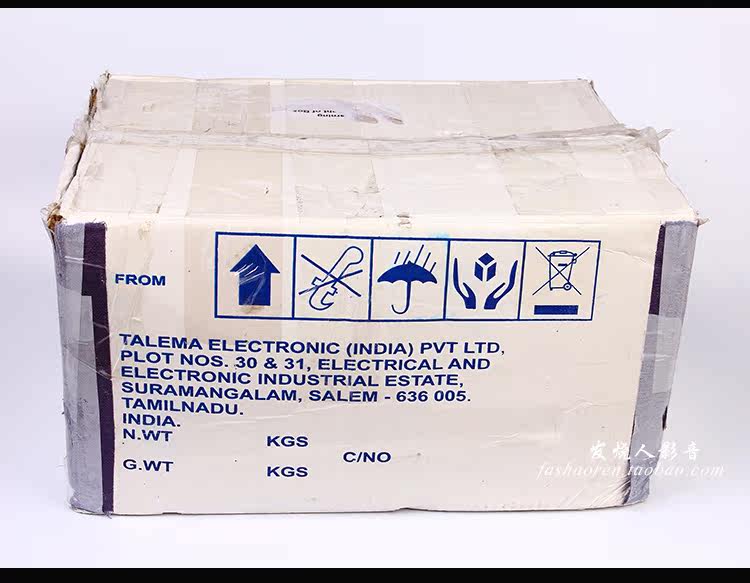 arning
FROM
TALEMA ELECTRONIC (INDIA) PVT LTD,
PLOT NOS. 30 & 31, ELECTRICAL AND
ELECTRONIC INDUSTRIAL ESTATE,
SURAMANGALAM, SALEM - 636 005.
TAMILNADU.
INDIA.
N.WT KGS
C/NO
G.WT KGS
发烧人影音
fashaoren.taobao.com